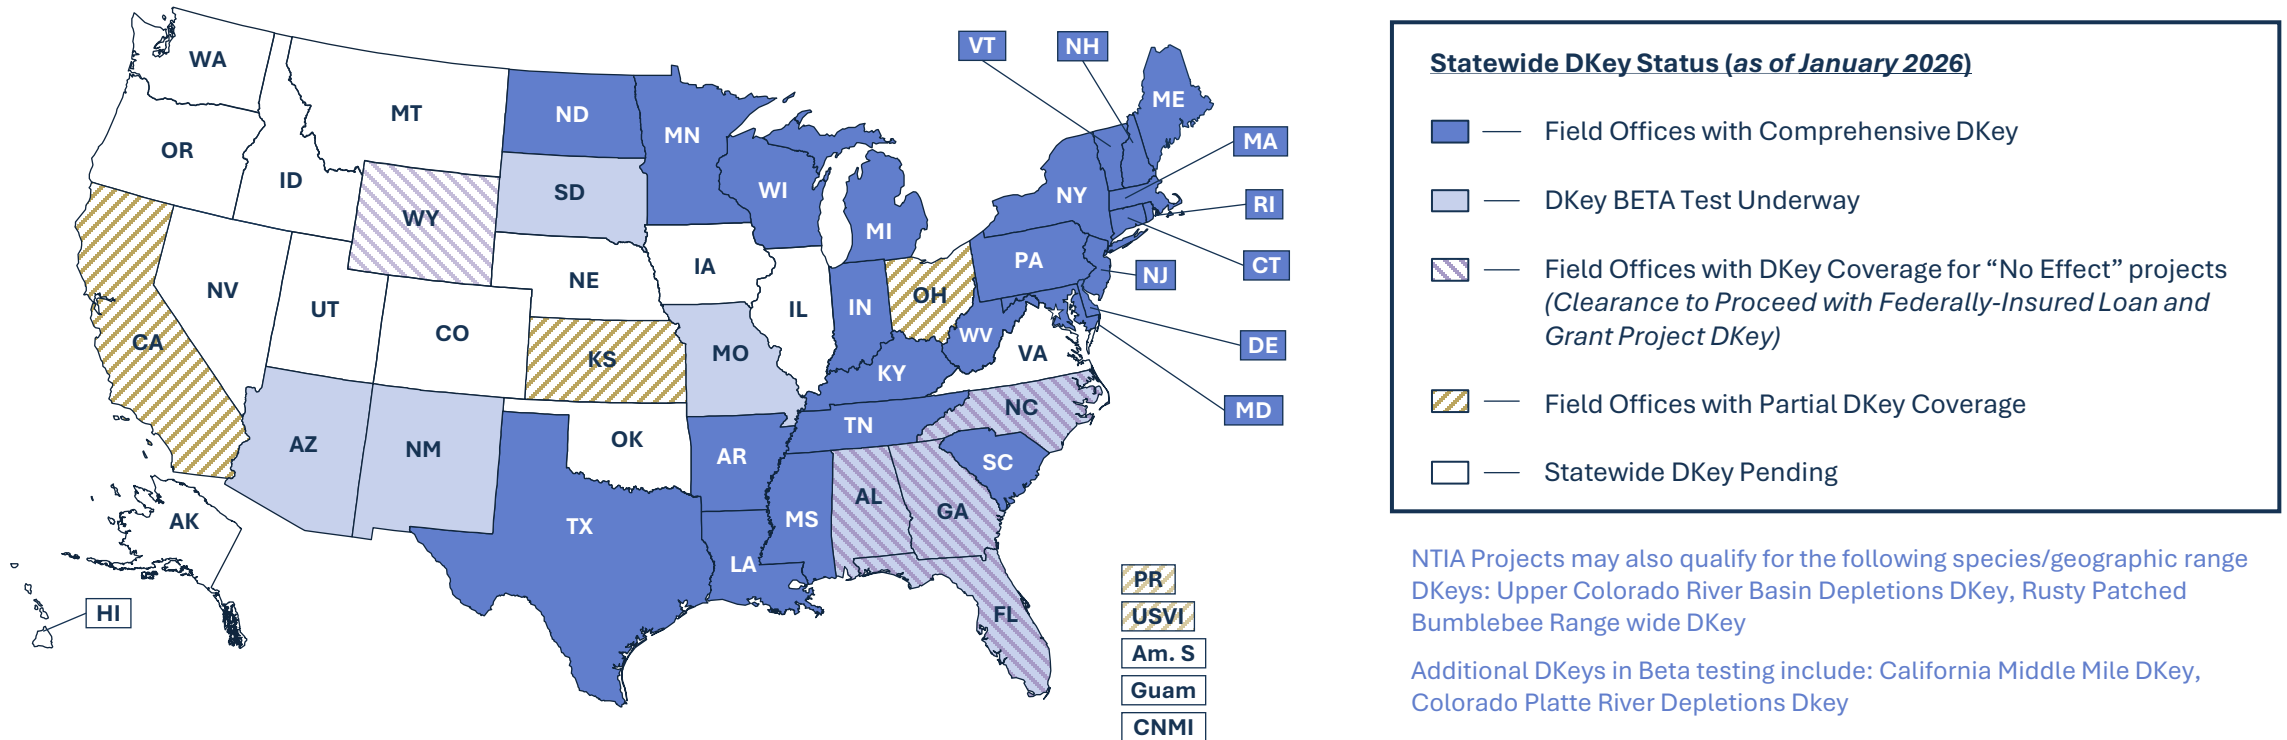 WA
MT
ND
MN
VT
NH
ME
OR
ID
WY
SD
WI
MI
NY
MA
RI
CT
NJ
PA
NV
UT
CO
NE
IA
IL
IN
OH
WV
VA
DE
MD
CA
KS
MO
KY
NC
TN
SC
AZ
NM
OK
AR
TX
LA
MS
AL
GA
FL
AK
HI
PR
USVI
Am. S
Guam
CNMI
Statewide DKey Status (as of January 2026)
Field Offices with Comprehensive DKey
DKey BETA Test Underway
Field Offices with DKey Coverage for “No Effect” projects
(Clearance to Proceed with Federally-Insured Loan and
Grant Project DKey)
Field Offices with Partial DKey Coverage
Statewide DKey Pending
NTIA Projects may also qualify for the following species/geographic range
DKeys: Upper Colorado River Basin Depletions DKey, Rusty Patched
Bumblebee Range wide DKey
Additional DKeys in Beta testing include: California Middle Mile DKey,
Colorado Platte River Depletions Dkey